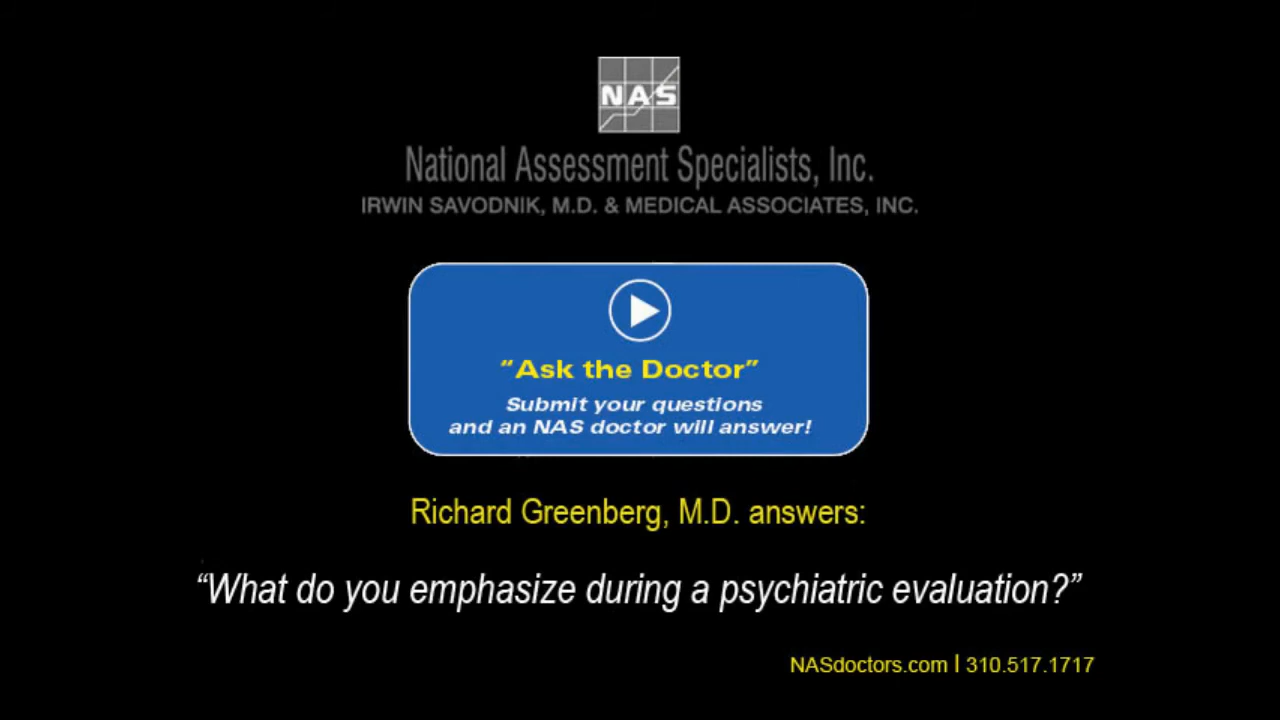 NAS
National Assessment Specialists, Inc.
IRWIN SAVODNIK, M.D. & MEDICAL ASSOCIATES, INC.
“Ask the Doctor”
Submit your questions
and an NAS doctor will answer!
Richard Greenberg, M.D. answers:
“What do you emphasize during a psychiatric evaluation?”
NASdoctors.com | 310.517.1717